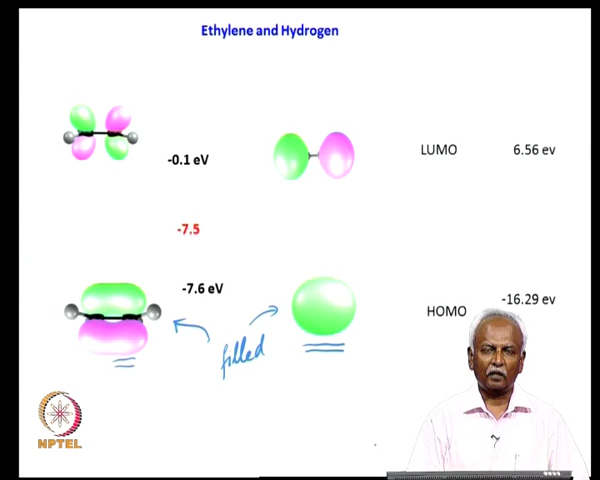 Ethylene and Hydrogen
LUMO 6.56 ev
-0.1 eV
-7.5
-7.6 eV
-16.29 ev
HOMO
filled
NPTEL